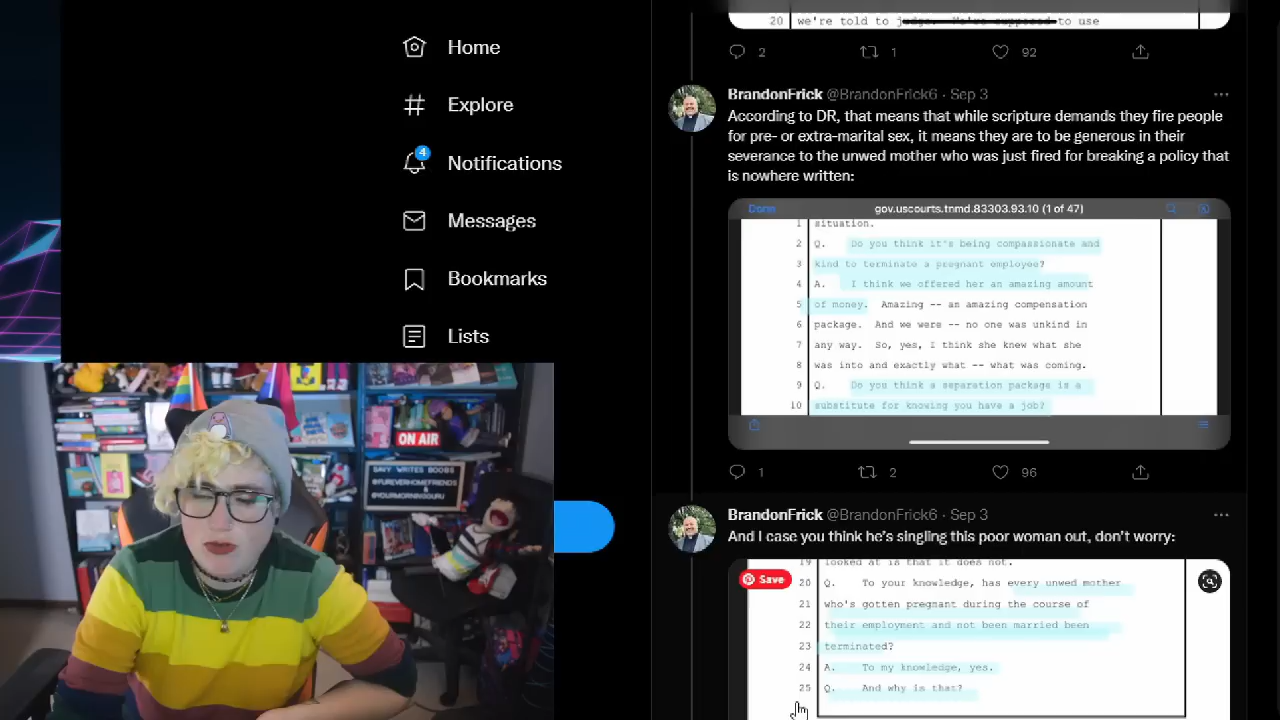 20 we're told to judge. We're supposed to use
2 1 92
Home
Explore
4
Notifications
Messages
Bookmarks
Lists
BrandonFrick @BrandonFrick6 · Sep 3
According to DR, that means that while scripture demands they fire people
for pre- or extra-marital sex, it means they are to be generous in their
severance to the unwed mother who was just fired for breaking a policy that
is nowhere written:
Done gov.uscourts.tnmd.83303.93.10 (1 of 47)
1 situation.
2 Q. Do you think it's being compassionate and
3 kind to terminate a pregnant employee?
4 A. I think we offered her an amazing amount
5 of money. Amazing -- an amazing compensation
6 package. And we were -- no one was unkind in
7 any way. So, yes, I think she knew what she
8 was into and exactly what -- what was coming.
9 Q. Do you think a separation package is a
10 substitute for knowing you have a job?
1 2 96
BrandonFrick @BrandonFrick6 · Sep 3
And I case you think he's singling this poor woman out, don't worry:
19 looked at is that it does not.
Save
20 Q. To your knowledge, has every unwed mother
21 who's gotten pregnant during the course of
22 their employment and not been married been
23 terminated?
24 A. To my knowledge, yes.
25 Q. And why is that?
ON AIR
SAVY WRITES BOOBS
@FUREVERHOMEFRIENDS
@YOURMORNINGGURU